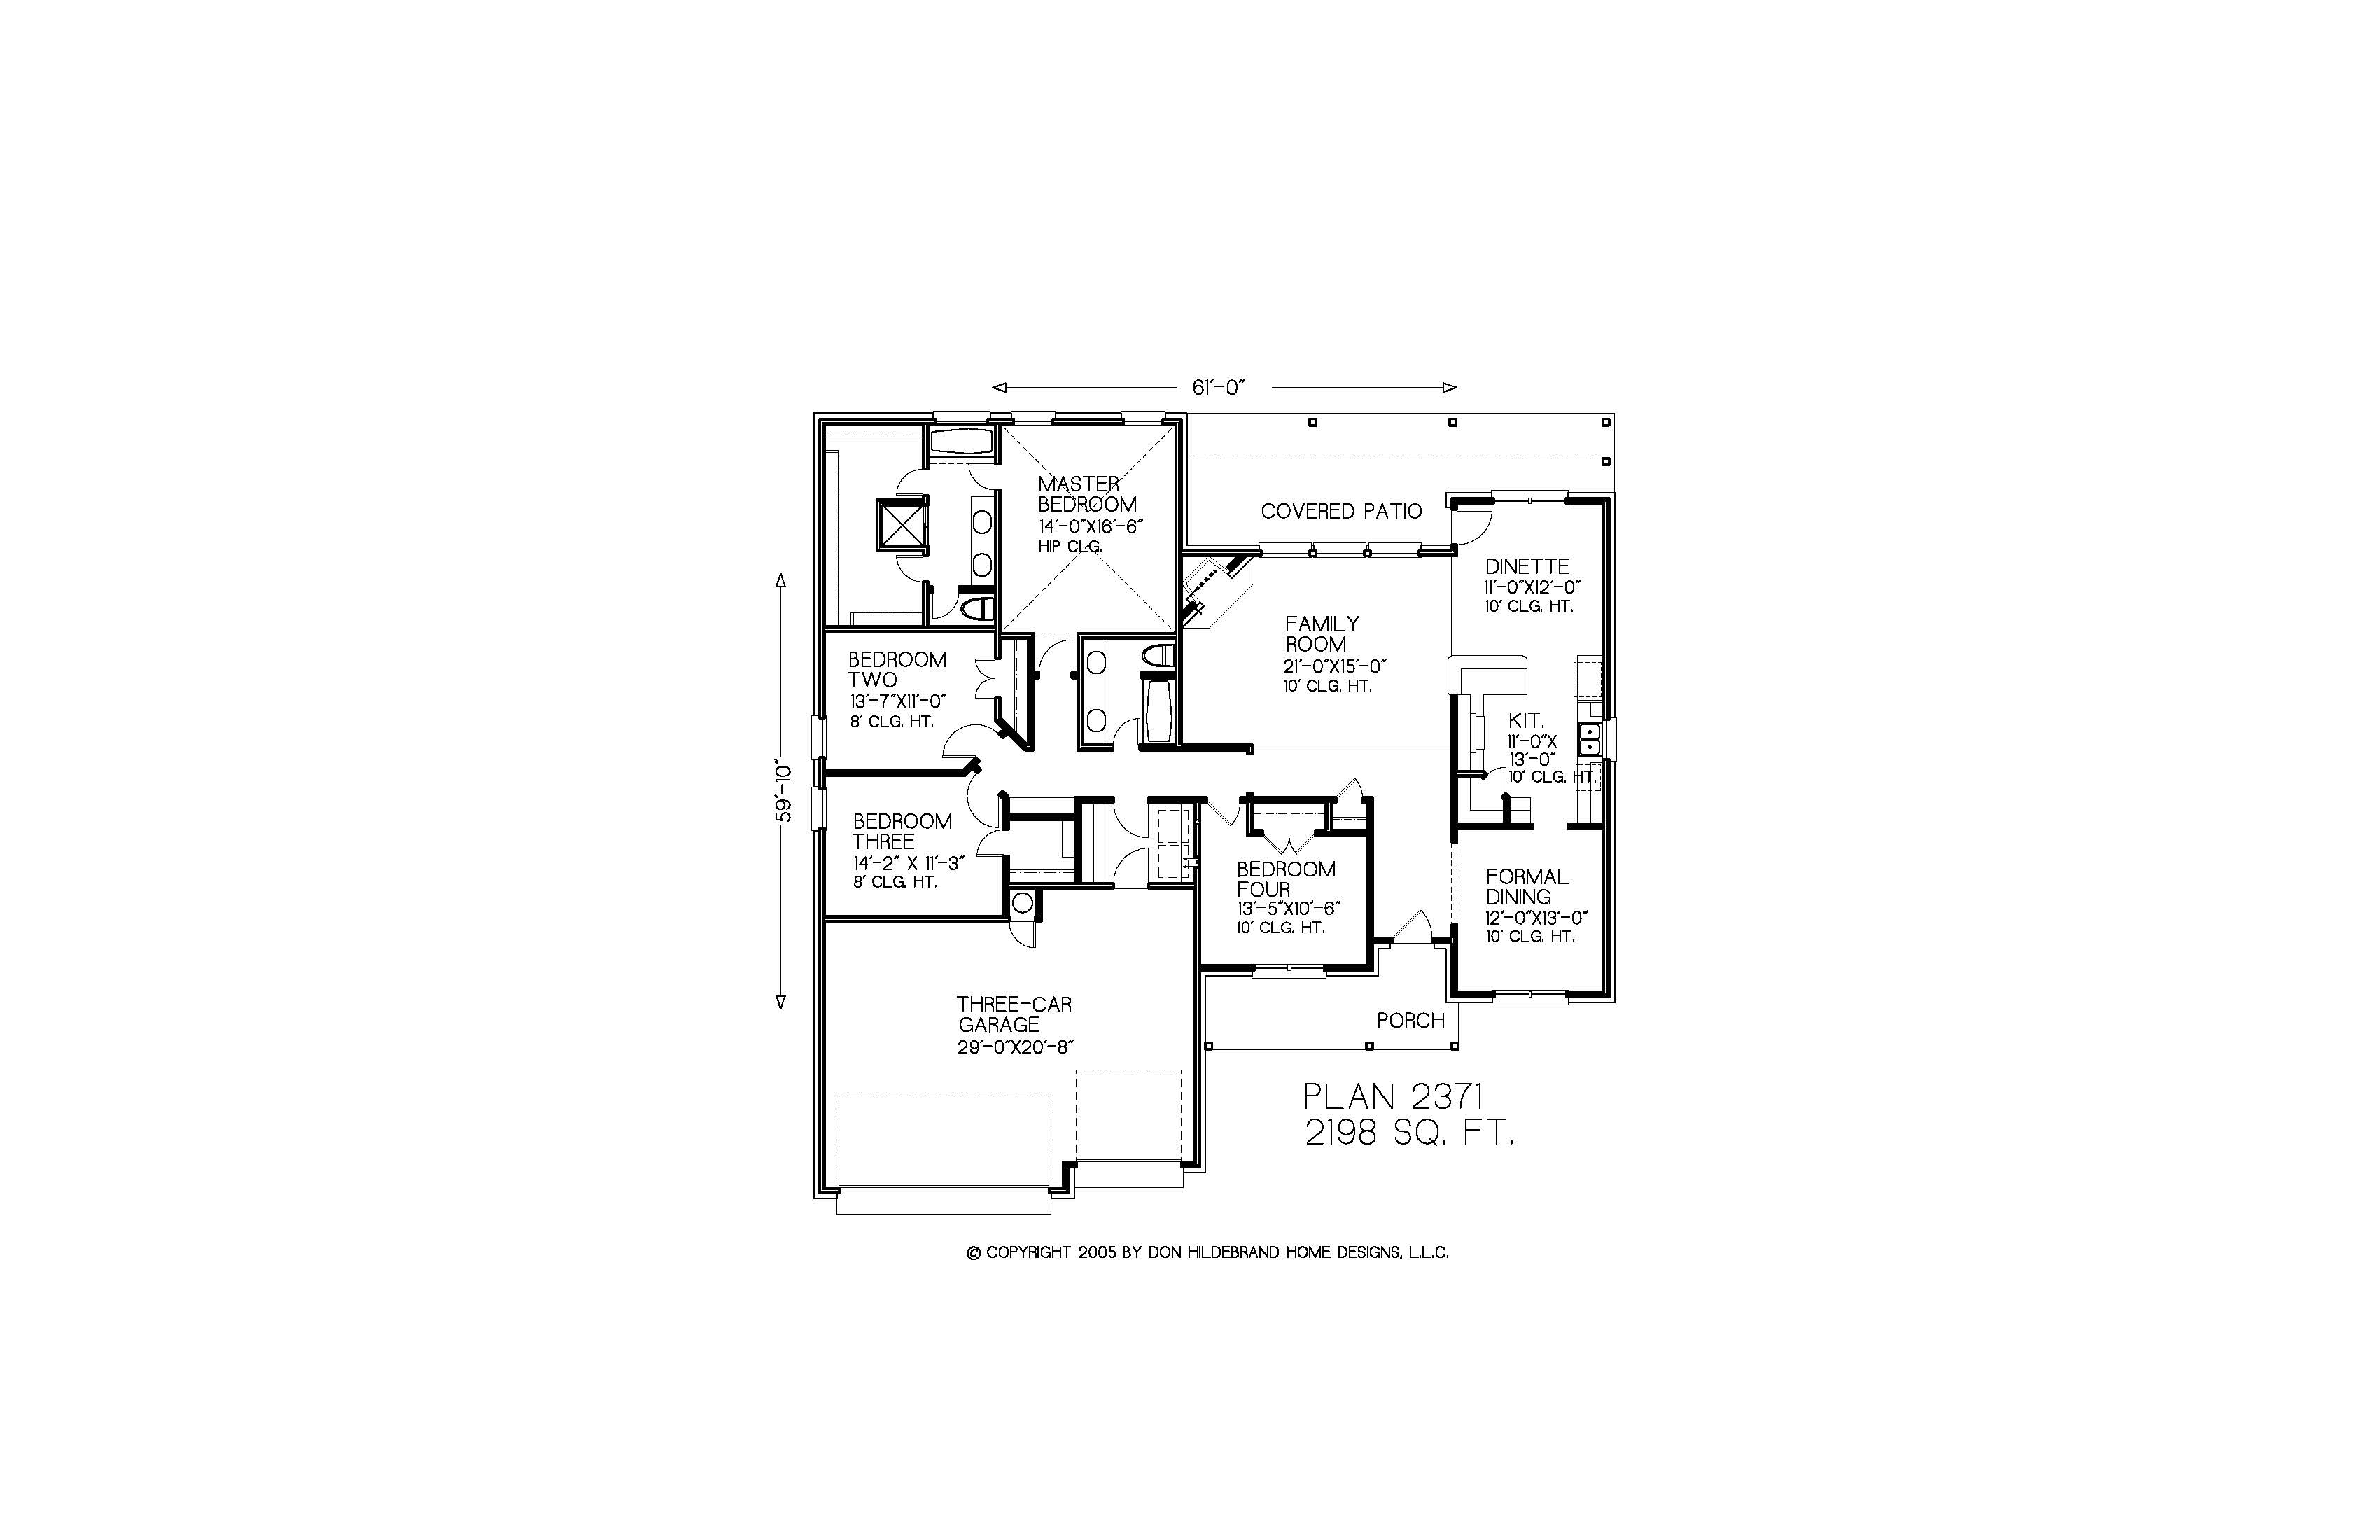 61'-0"
MASTER
BEDROOM
14'-0"X16'-6"
HIP CLG.
COVERED PATIO
DINETTE
11'-0"X12'-0"
10' CLG. HT.
FAMILY
ROOM
21'-0"X15'-0"
10' CLG. HT.
BEDROOM
TWO
13'-7"X11'-0"
8' CLG. HT.
KIT.
11'-0"X
13'-0"
10' CLG. HT.
59'-10"
BEDROOM
THREE
14'-2" X 11'-3"
8' CLG. HT.
BEDROOM
FOUR
13'-5"X10'-6"
10' CLG. HT.
FORMAL
DINING
12'-0"X13'-0"
10' CLG. HT.
THREE-CAR
GARAGE
29'-0"X20'-8"
PORCH
PLAN 2371
2198 SQ. FT.
© COPYRIGHT 2005 BY DON HILDEBRAND HOME DESIGNS, L.L.C.